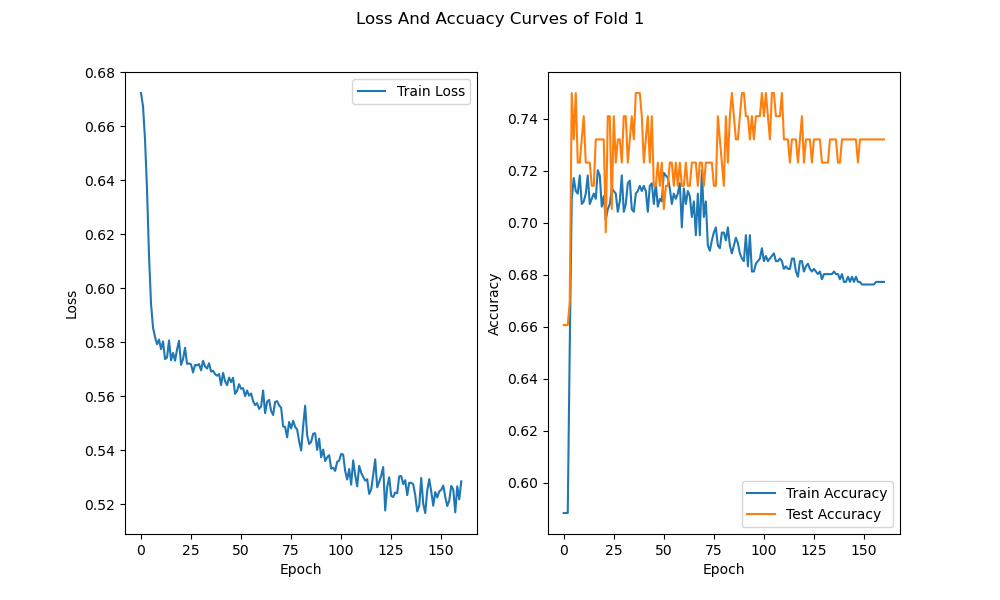 Loss And Accuacy Curves of Fold 1
0.68
0.66
0.64
0.62
0.60
0.58
0.56
0.54
0.52
Loss
0 25 50 75 100 125 150
Epoch
Train Loss
0.74
0.72
0.70
0.68
0.66
0.64
0.62
0.60
Accuracy
0 25 50 75 100 125 150
Epoch
Train Accuracy
Test Accuracy